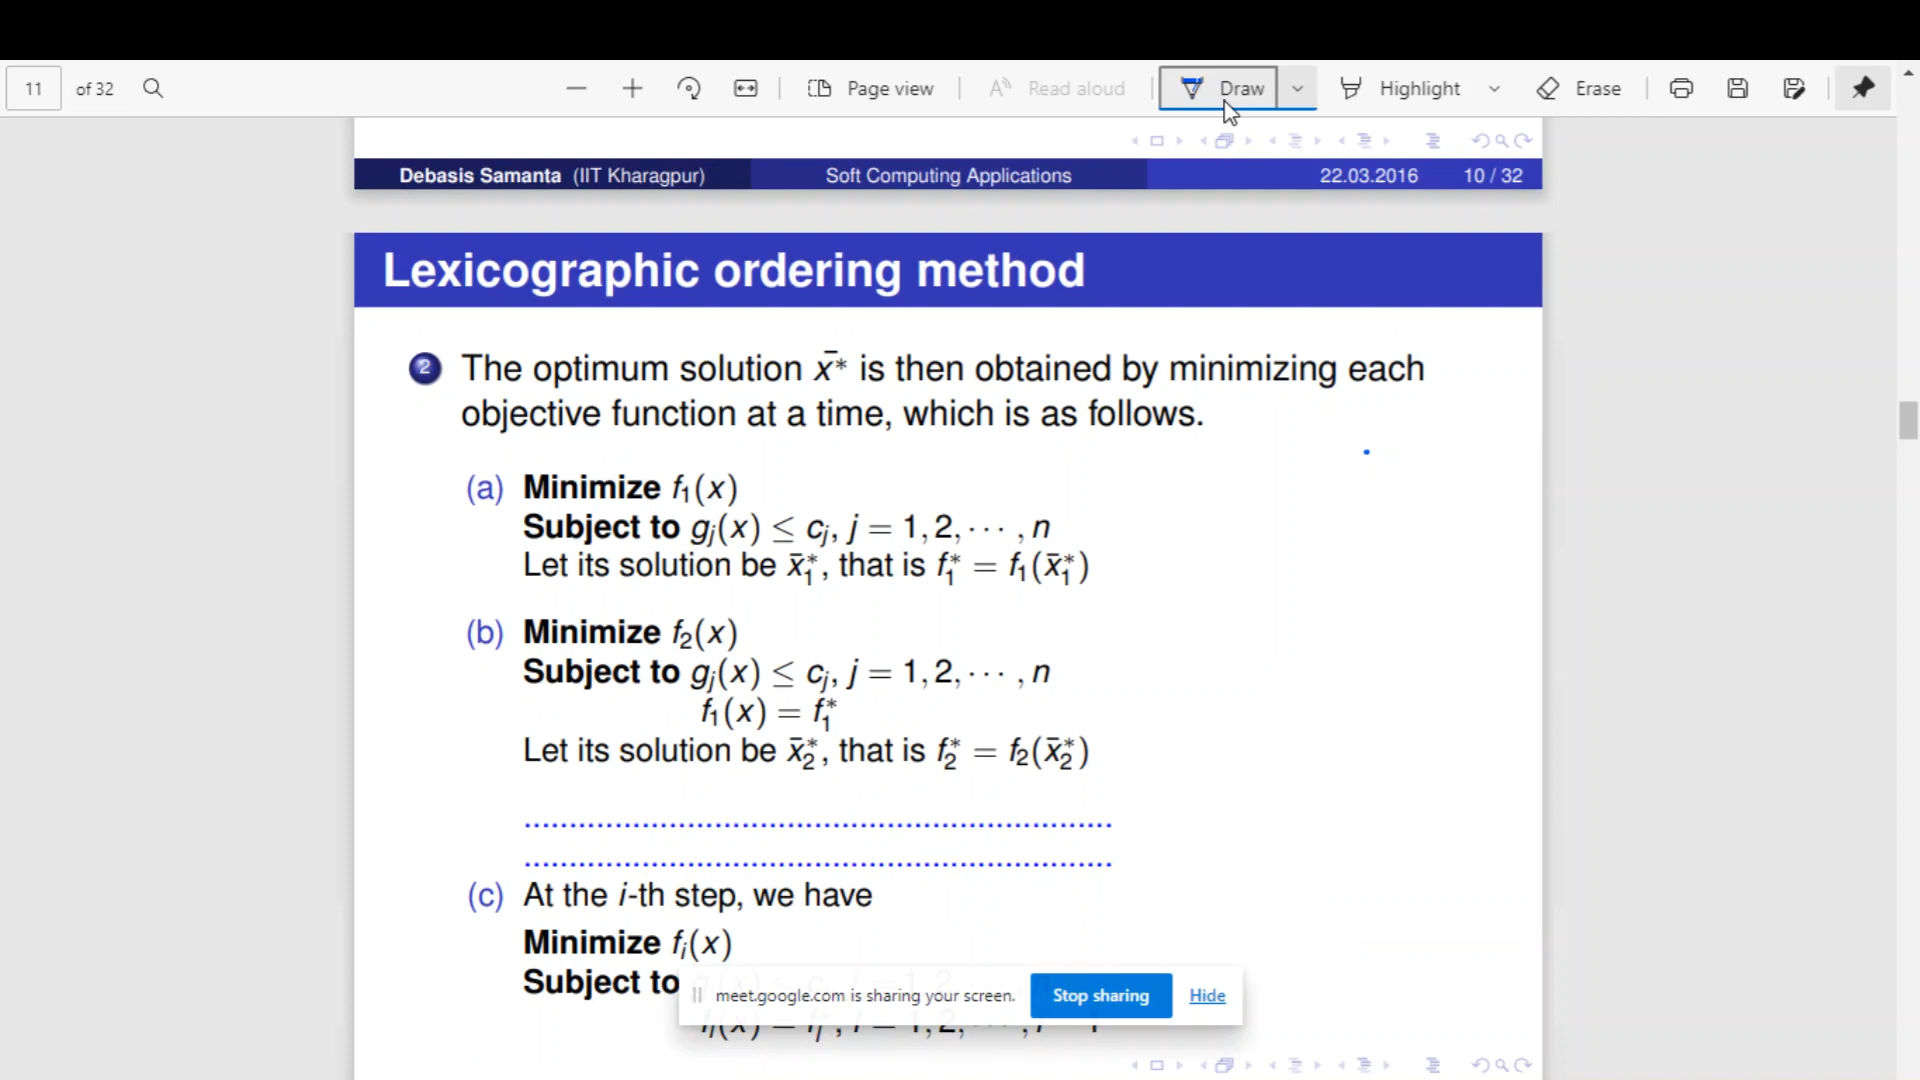 11 of 32 Page view Read aloud Draw Highlight Erase
Debasis Samanta (IIT Kharagpur) Soft Computing Applications 22.03.2016 10 / 32
Lexicographic ordering method
2 The optimum solution x̄* is then obtained by minimizing each
objective function at a time, which is as follows.
(a) Minimize f₁(x)
Subject to gⱼ(x) ≤ cⱼ, j = 1, 2, ⋯ , n
Let its solution be x̄₁*, that is f₁* = f₁(x̄₁*)
(b) Minimize f₂(x)
Subject to gⱼ(x) ≤ cⱼ, j = 1, 2, ⋯ , n
f₁(x) = f₁*
Let its solution be x̄₂*, that is f₂* = f₂(x̄₂*)
(c) At the i-th step, we have
Minimize fᵢ(x)
Subject to
meet.google.com is sharing your screen. Stop sharing Hide